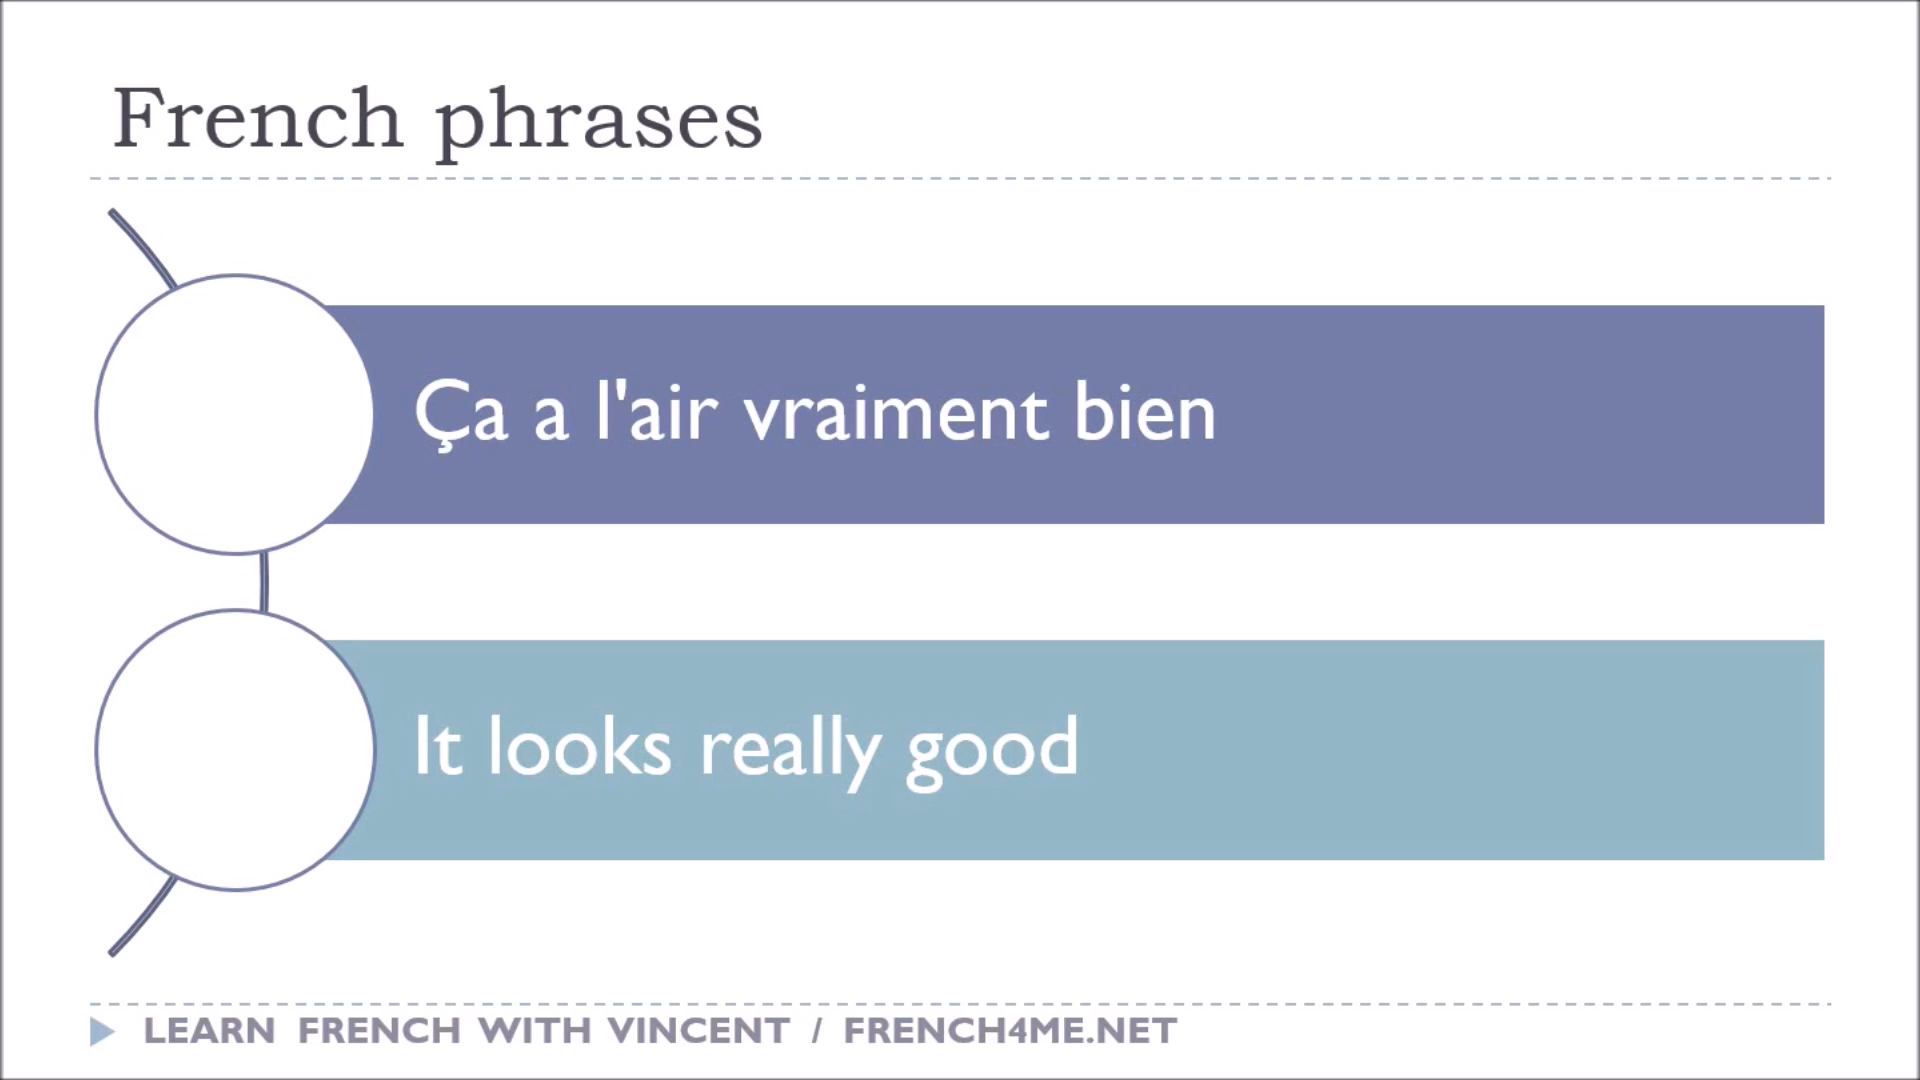 French phrases
Ça a l'air vraiment bien
It looks really good
LEARN FRENCH WITH VINCENT / FRENCH4ME.NET